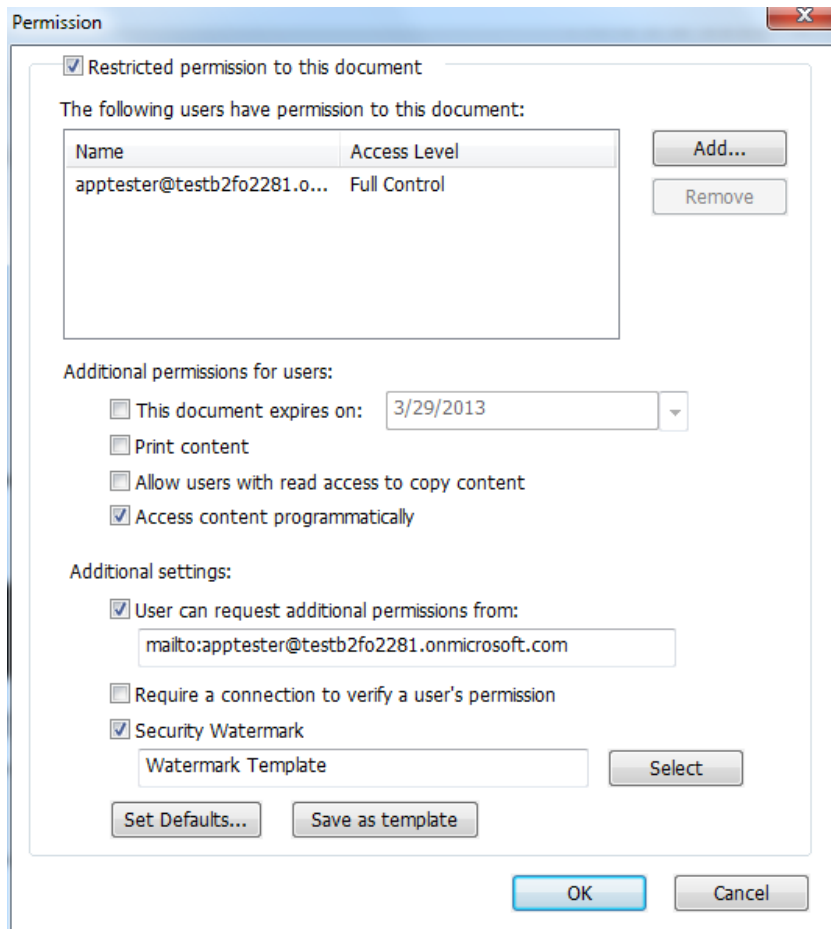 Permission
Restricted permission to this document
The following users have permission to this document:
Name Access Level
Add...
apptester@testb2fo2281.o... Full Control
Remove
Additional permissions for users:
This document expires on: 3/29/2013
Print content
Allow users with read access to copy content
Access content programmatically
Additional settings:
User can request additional permissions from:
mailto:apptester@testb2fo2281.onmicrosoft.com
Require a connection to verify a user's permission
Security Watermark
Watermark Template Select
Set Defaults... Save as template
OK Cancel